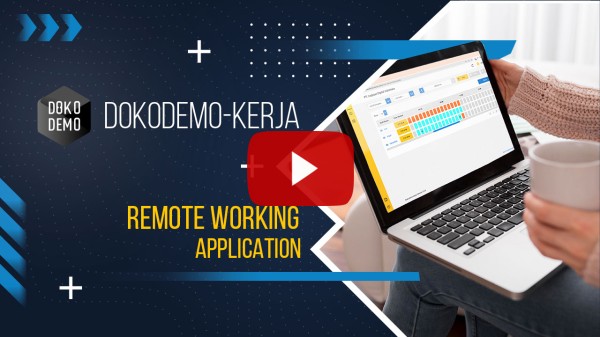 DOKO
DEMO
DOKODEMO-KERJA
REMOTE WORKING
APPLICATION